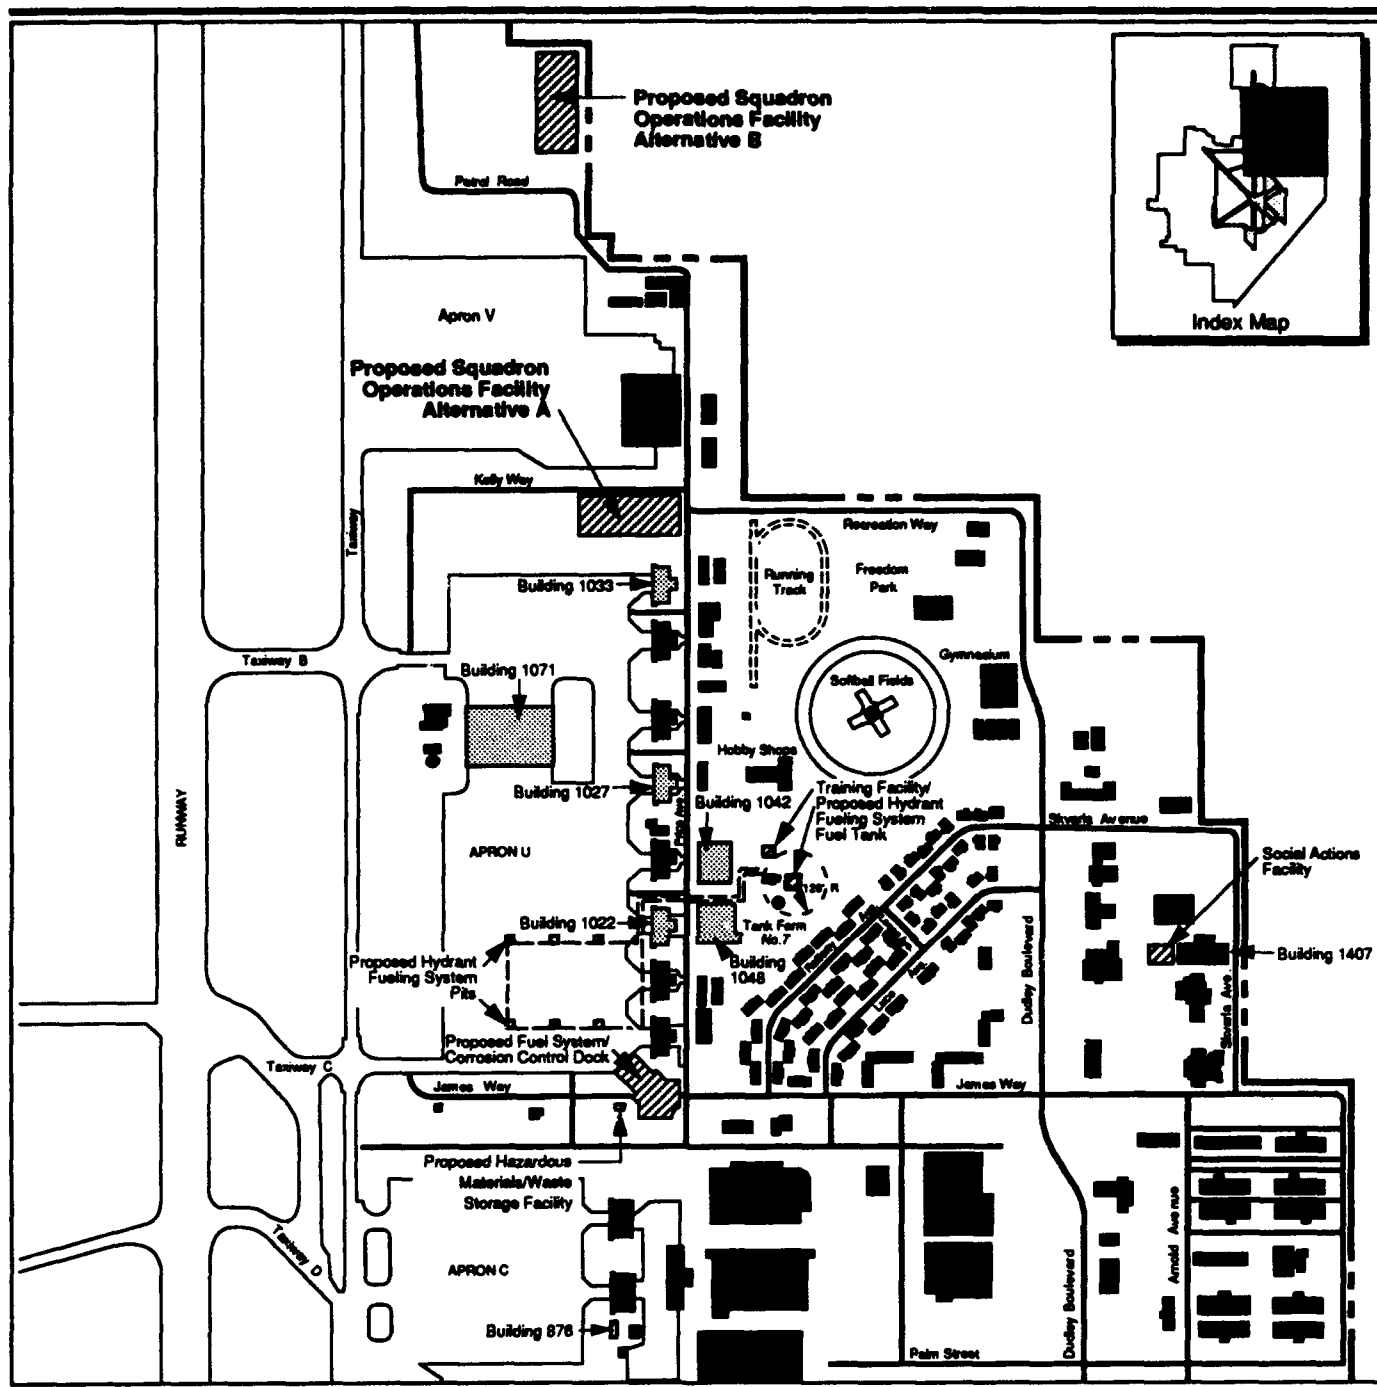 Proposed Squadron
Operations Facility
Alternative B
Patrol Road
Index Map
Apron V
Proposed Squadron
Operations Facility
Alternative A
Kelly Way
Taxiway
Recreation Way
Running
Track
Freedom
Park
Building 1033
Taxiway B
Building 1071
Gymnasium
Softball Fields
Hobby Shops
Building 1027
Building 1042
Training Facility/
Proposed Hydrant
Fueling System
Fuel Tank
RUNWAY
APRON U
Skvarla Avenue
Social Actions
Facility
126' R
Building 1022
Tank Farm
No. 7
Building
1048
Building 1407
Proposed Hydrant
Fueling System
Pits
Dudley Boulevard
Skvarla Ave.
Proposed Fuel System/
Corrosion Control Dock
Taxiway C
James Way
James Way
Proposed Hazardous
Materials/Waste
Storage Facility
Taxiway D
APRON C
Arnold Avenue
Dudley Boulevard
Building 876
Palm Street